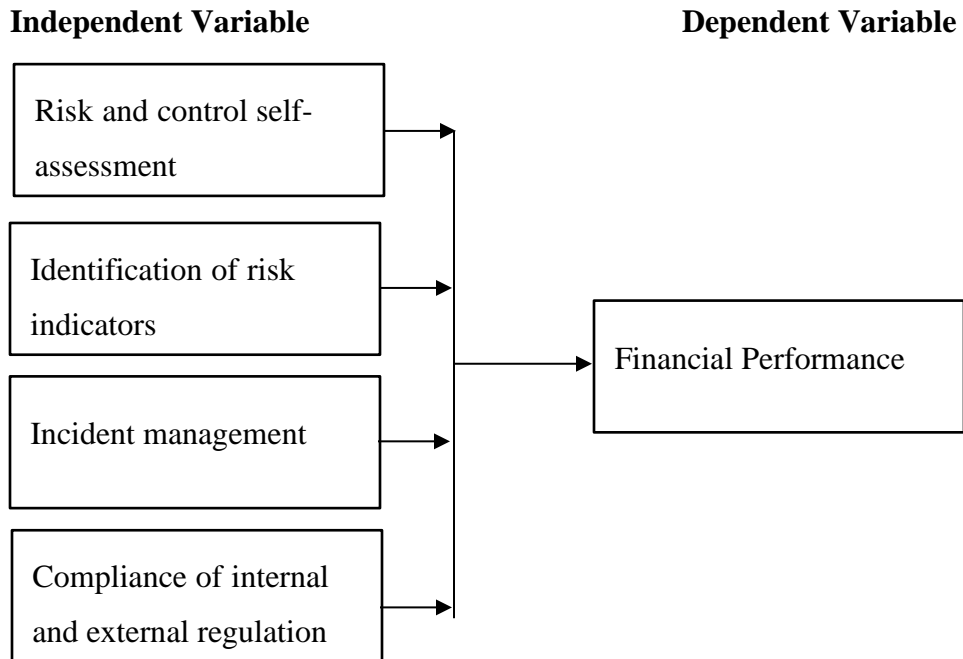 Independent Variable
Dependent Variable
Risk and control self-
assessment
Identification of risk
indicators
Incident management
Compliance of internal
and external regulation
Financial Performance